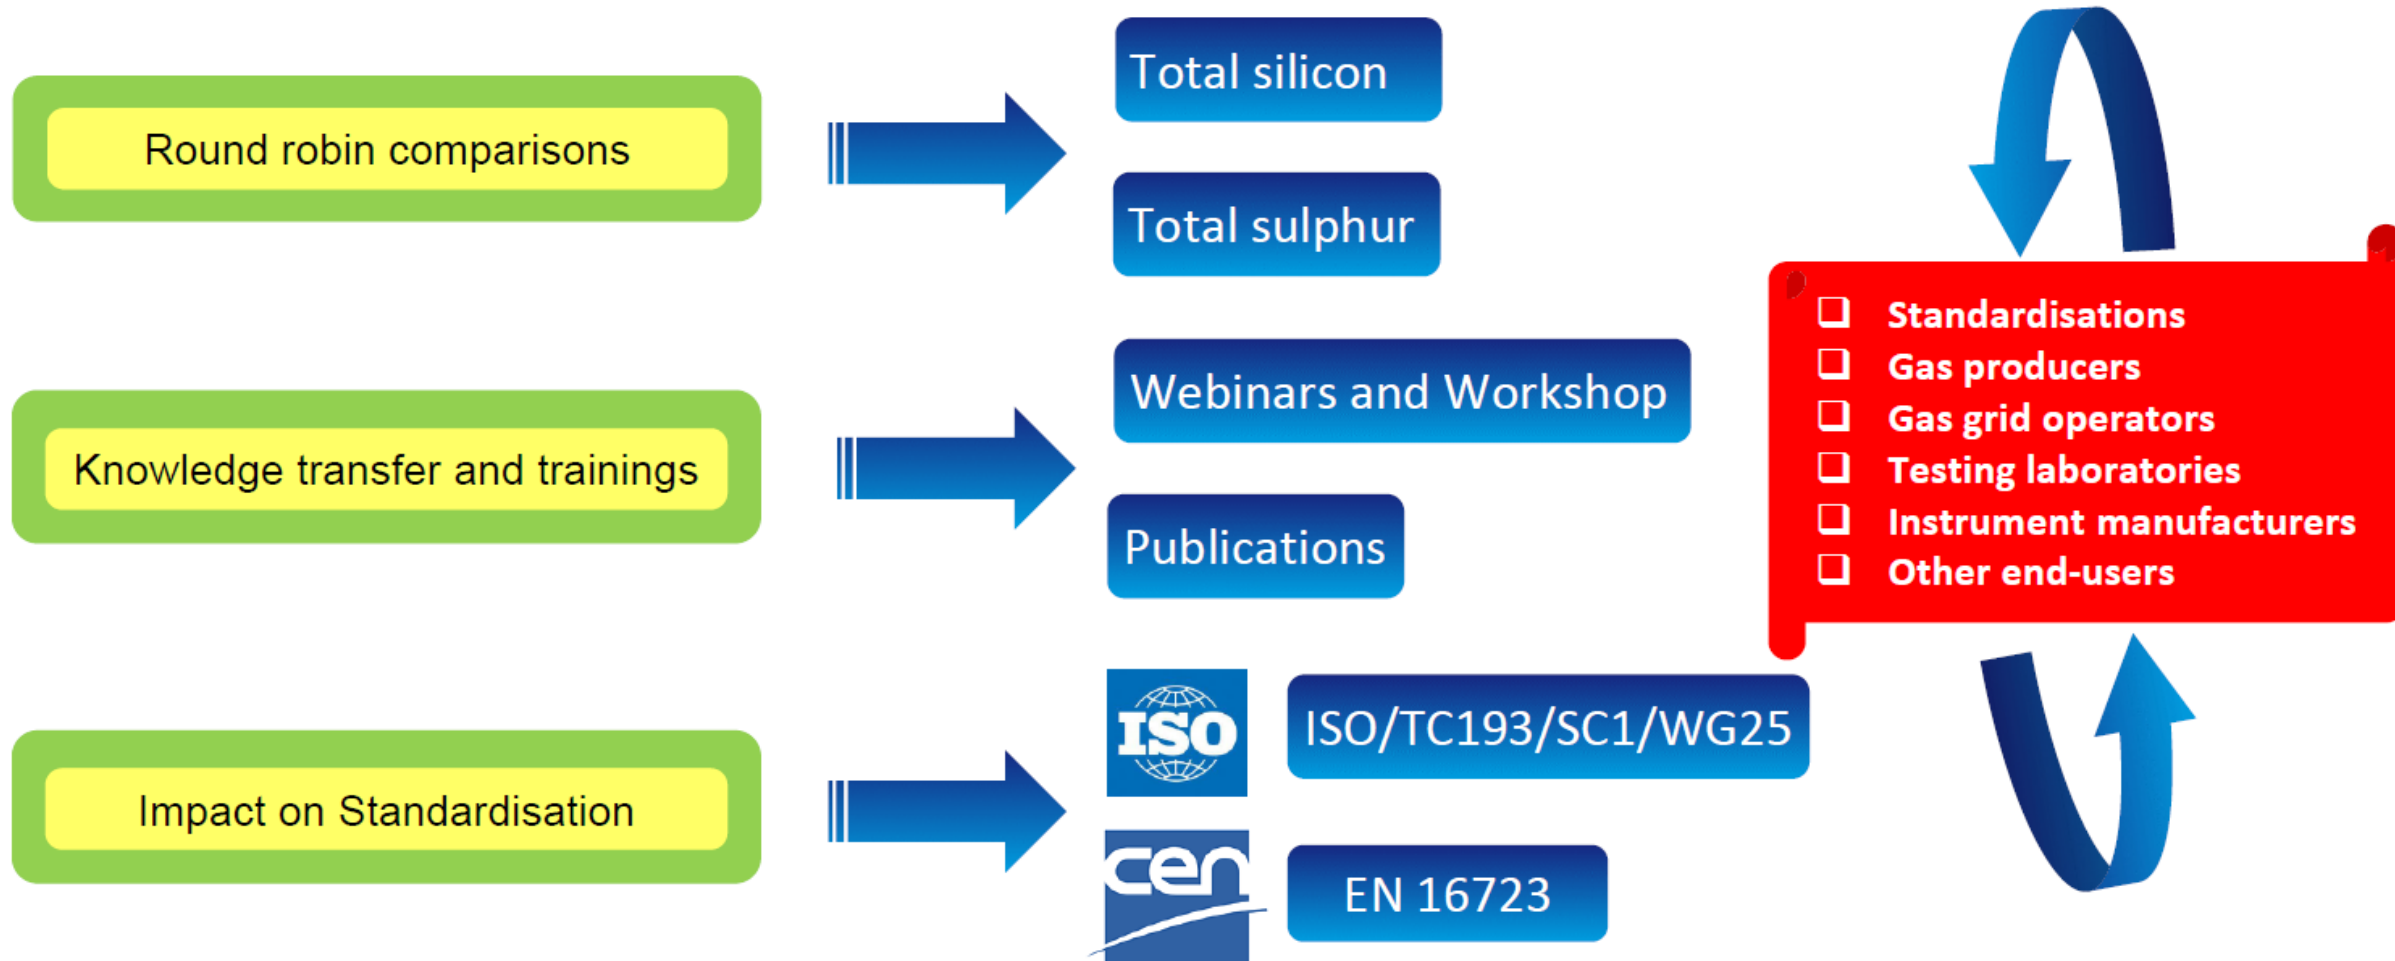 Round robin comparisons
Total silicon
Total sulphur
Knowledge transfer and trainings
Webinars and Workshop
Publications
Impact on Standardisation
ISO
ISO/TC193/SC1/WG25
cen
EN 16723
Standardisations
Gas producers
Gas grid operators
Testing laboratories
Instrument manufacturers
Other end-users